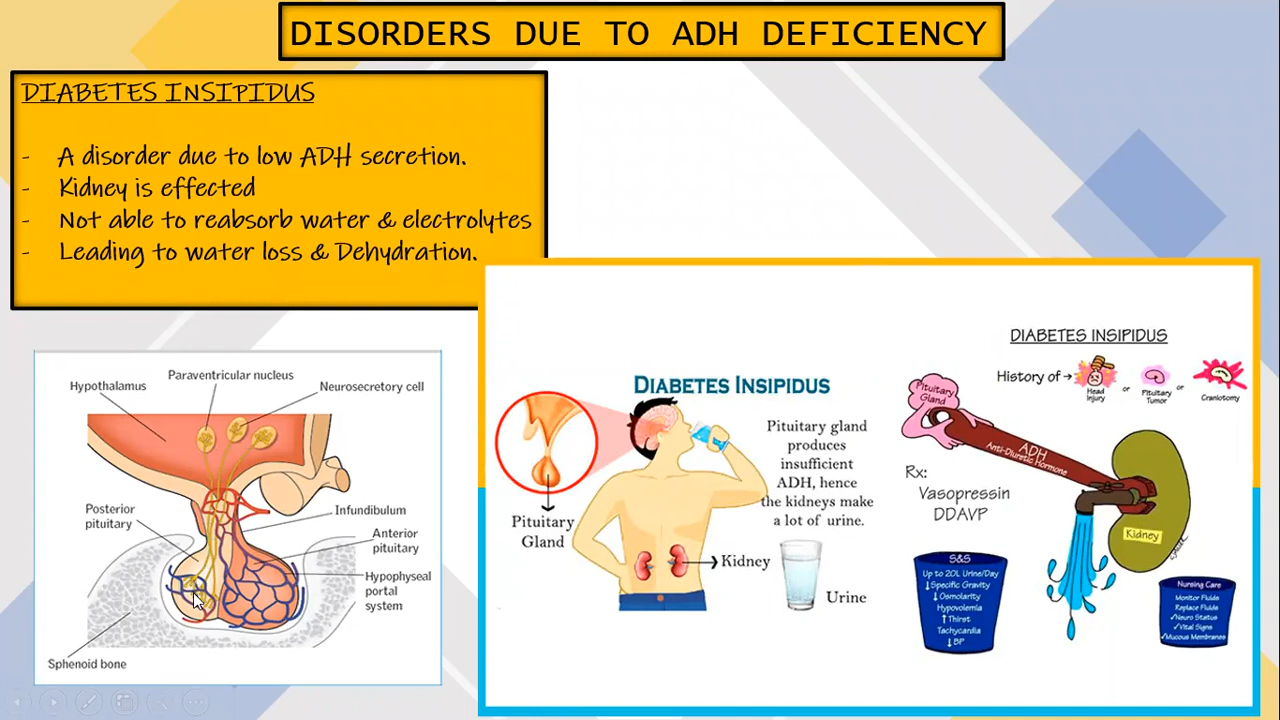 DISORDERS DUE TO ADH DEFICIENCY
DIABETES INSIPIDUS
- A disorder due to low ADH secretion.
- Kidney is effected
- Not able to reabsorb water & electrolytes
- Leading to water loss & Dehydration.
Hypothalamus
Paraventricular nucleus
Neurosecretory cell
Posterior
pituitary
Infundibulum
Anterior
pituitary
Hypophyseal
portal
system
Sphenoid bone
DIABETES INSIPIDUS
Pituitary
Gland
Pituitary gland
produces
insufficient
ADH, hence
the kidneys make
a lot of urine.
Kidney
Urine
DIABETES INSIPIDUS
History of →
Head
Injury
or
Pituitary
Tumor
or
Craniotomy
Pituitary
Gland
ADH
Anti-Diuretic Hormone
Rx:
Vasopressin
DDAVP
Kidney
S&S
Up to 20L Urine/Day
↓Specific Gravity
↓Osmolarity
Hypovolemia
↑Thirst
Tachycardia
↓BP
Nursing Care
Monitor Fluids
Replace Fluids
✓Neuro Status
✓Vital Signs
✓Mucous Membranes